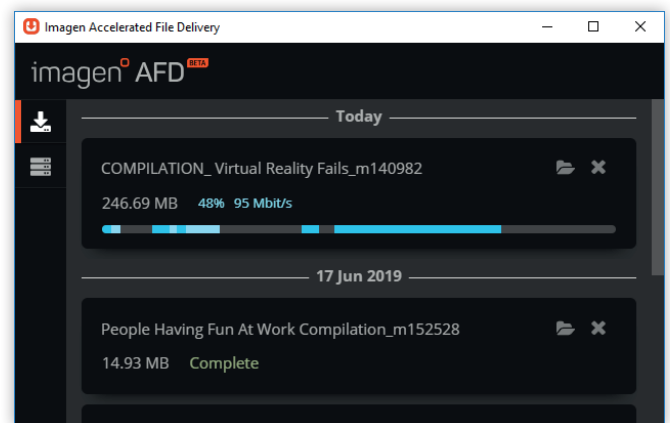 Imagen Accelerated File Delivery
imagen AFD BETA
Today
COMPILATION_ Virtual Reality Fails_m140982
246.69 MB 48% 95 Mbit/s
17 Jun 2019
People Having Fun At Work Compilation_m152528
14.93 MB Complete